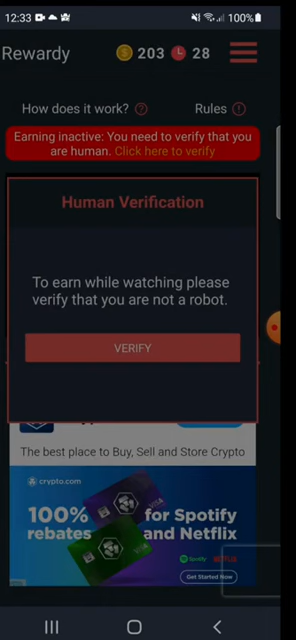 12:33 100%
Rewardy 203 28
How does it work? Rules
Earning inactive: You need to verify that you
are human. Click here to verify
Human Verification
To earn while watching please
verify that you are not a robot.
VERIFY
The best place to Buy, Sell and Store Crypto
crypto.com
100% for Spotify
rebates and Netflix
VISA
Spotify NETFLIX
Get Started Now